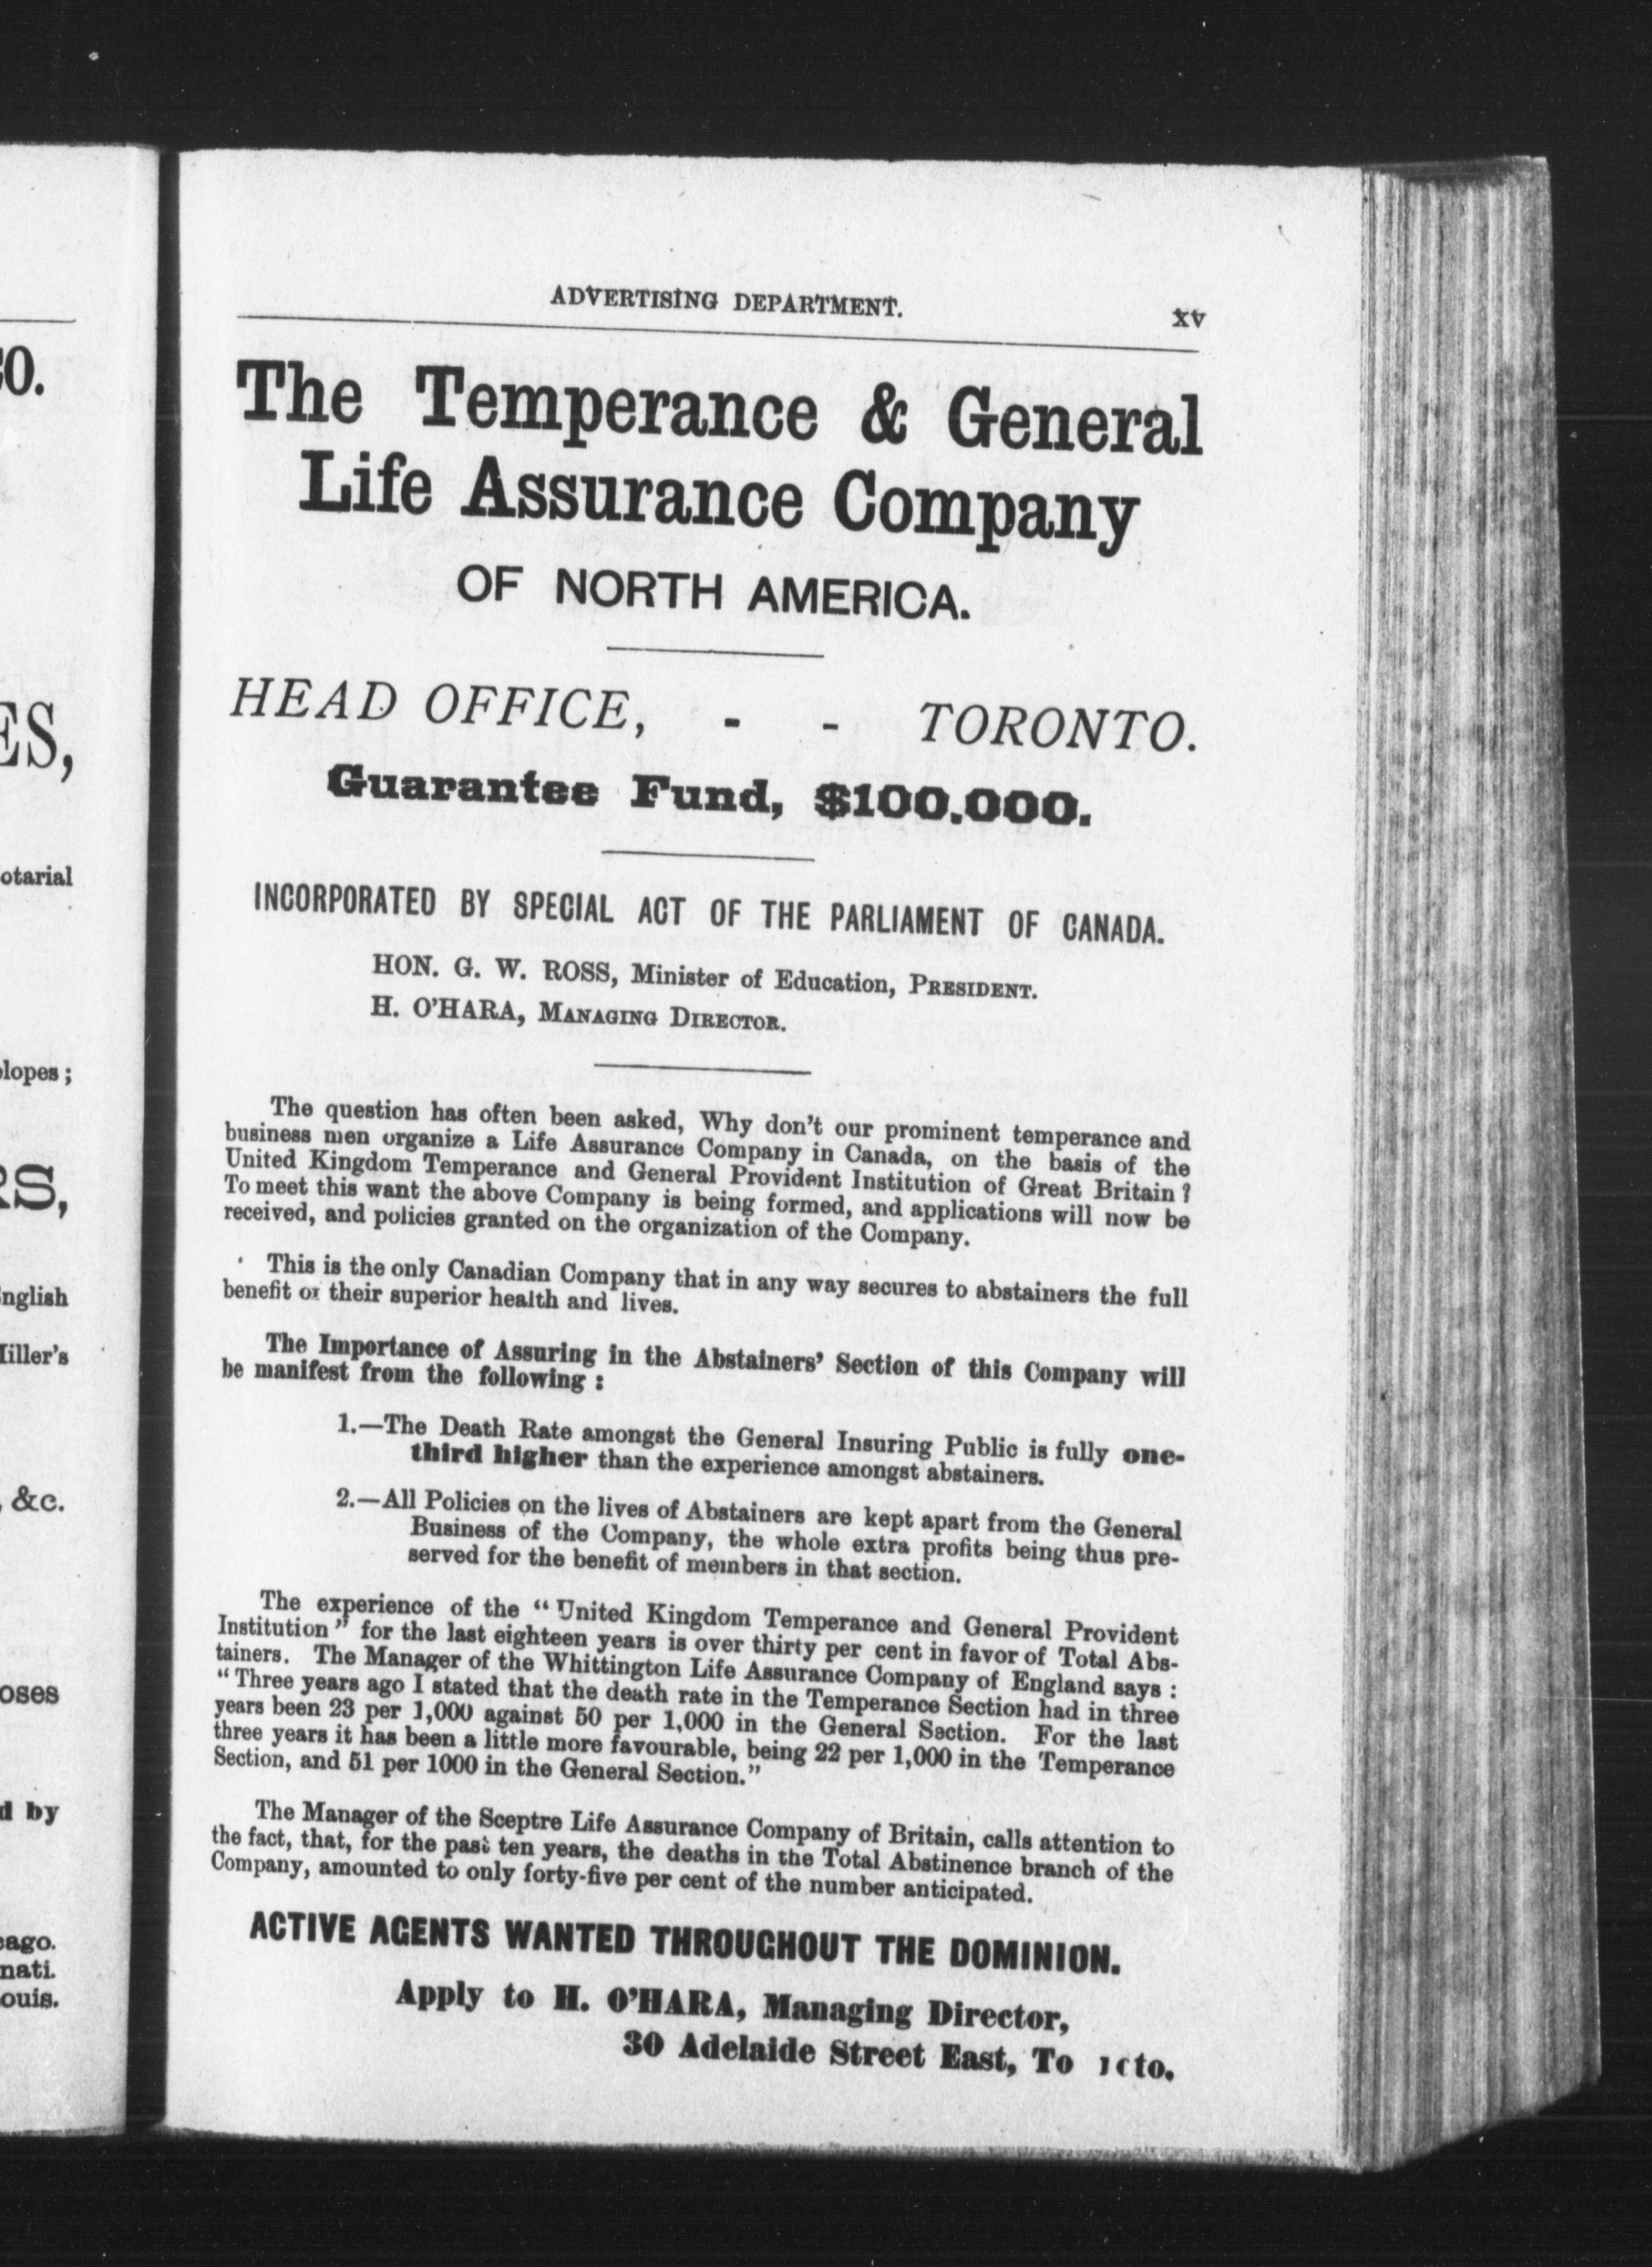 O.
ES,
otarial
lopes ;
RS,
nglish
iller's
, &c.
oses
d by
cago.
nati.
ouis.
ADVERTISING DEPARTMENT. xv
The Temperance & General
Life Assurance Company
OF NORTH AMERICA.
HEAD OFFICE, - - TORONTO.
Guarantee Fund, $100.000.
INCORPORATED BY SPECIAL ACT OF THE PARLIAMENT OF CANADA.
HON. G. W. ROSS, Minister of Education, PRESIDENT.
H. O'HARA, MANAGING DIRECTOR.
The question has often been asked, Why don't our prominent temperance and
business men organize a Life Assurance Company in Canada, on the basis of the
United Kingdom Temperance and General Provident Institution of Great Britain ?
To meet this want the above Company is being formed, and applications will now be
received, and policies granted on the organization of the Company.
This is the only Canadian Company that in any way secures to abstainers the full
benefit of their superior health and lives.
The Importance of Assuring in the Abstainers' Section of this Company will
be manifest from the following :
1.—The Death Rate amongst the General Insuring Public is fully one-
third higher than the experience amongst abstainers.
2.—All Policies on the lives of Abstainers are kept apart from the General
Business of the Company, the whole extra profits being thus pre-
served for the benefit of members in that section.
The experience of the "United Kingdom Temperance and General Provident
Institution" for the last eighteen years is over thirty per cent in favor of Total Abs-
tainers. The Manager of the Whittington Life Assurance Company of England says :
"Three years ago I stated that the death rate in the Temperance Section had in three
years been 23 per 1,000 against 50 per 1,000 in the General Section. For the last
three years it has been a little more favourable, being 22 per 1,000 in the Temperance
Section, and 51 per 1000 in the General Section."
The Manager of the Sceptre Life Assurance Company of Britain, calls attention to
the fact, that, for the past ten years, the deaths in the Total Abstinence branch of the
Company, amounted to only forty-five per cent of the number anticipated.
ACTIVE AGENTS WANTED THROUGHOUT THE DOMINION.
Apply to H. O'HARA, Managing Director,
30 Adelaide Street East,